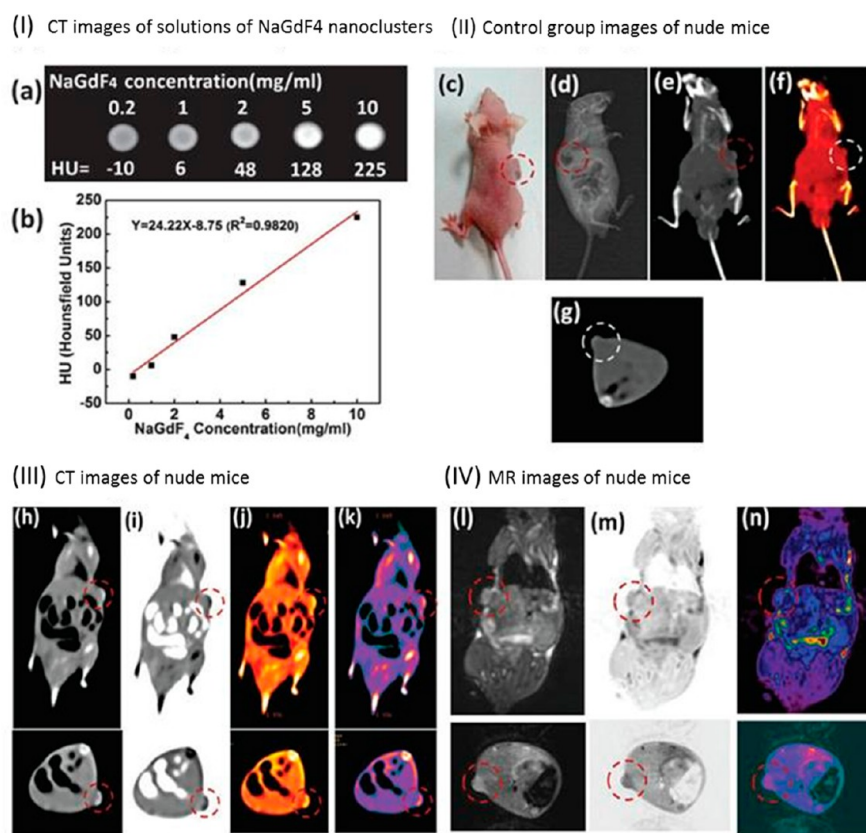 (I) CT images of solutions of NaGdF4 nanoclusters
(II) Control group images of nude mice
(a)
NaGdF4 concentration(mg/ml)
0.2 1 2 5 10
HU= -10 6 48 128 225
(b)
Y=24.22X-8.75 (R²=0.9820)
HU (Hounsfield Units)
250
200
150
100
50
0
-50
0 2 4 6 8 10
NaGdF₄ Concentration(mg/ml)
(c) (d) (e) (f)
(g)
(III) CT images of nude mice
(h) (i) (j) (k)
(IV) MR images of nude mice
(l) (m) (n)